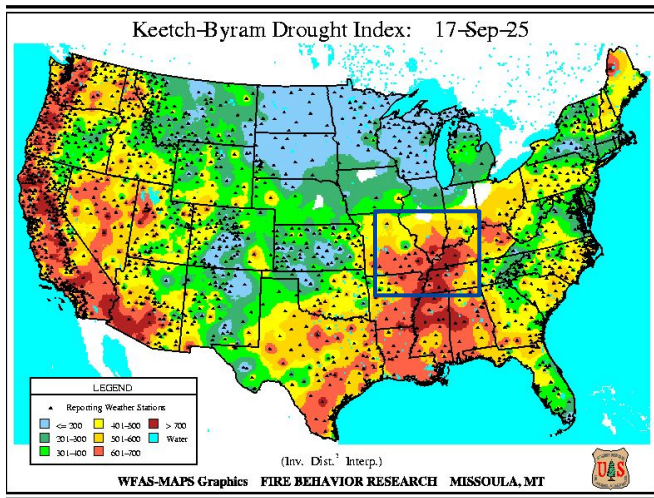 Keetch-Byram Drought Index: 17-Sep-25
LEGEND
Reporting Weather Stations
<= 200 401-500 > 700
201-300 501-600 Water
301-400 601-700
(Inv. Dist.² Interp.)
WFAS-MAPS Graphics FIRE BEHAVIOR RESEARCH MISSOULA, MT
U S